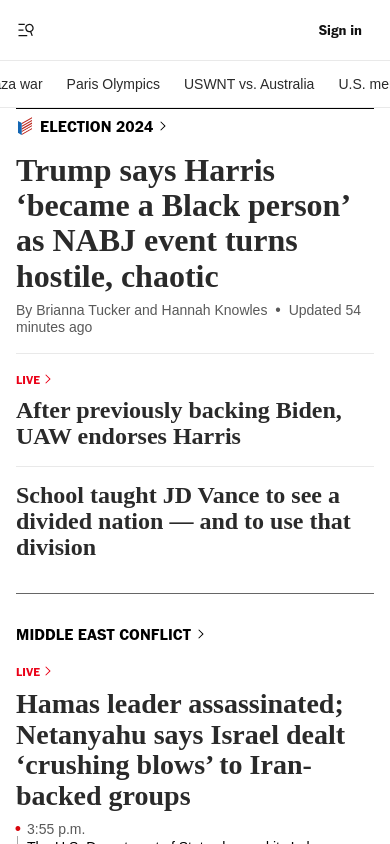 Sign in
za war Paris Olympics USWNT vs. Australia U.S. me
ELECTION 2024
Trump says Harris
‘became a Black person’
as NABJ event turns
hostile, chaotic
By Brianna Tucker and Hannah Knowles • Updated 54
minutes ago
LIVE
After previously backing Biden,
UAW endorses Harris
School taught JD Vance to see a
divided nation — and to use that
division
MIDDLE EAST CONFLICT
LIVE
Hamas leader assassinated;
Netanyahu says Israel dealt
‘crushing blows’ to Iran-
backed groups
3:55 p.m.